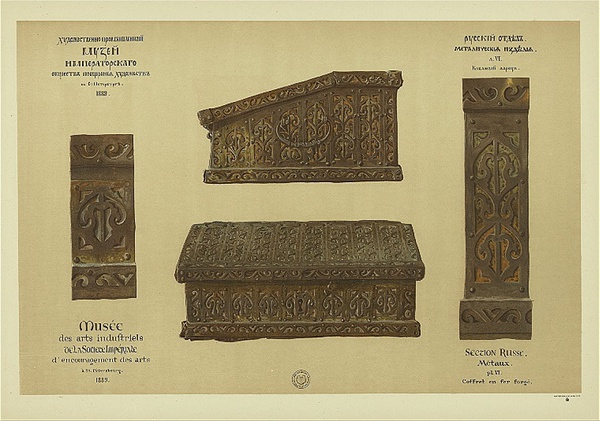 Художественно-промышленный
МУЗЕЙ
ИМПЕРАТОРСКАГО
общества поощренія художествъ
въ С. Петербургѣ.
1889.
РУССКІЙ ОТДѢЛЪ.
МЕТАЛИЧЕСКІЯ ИЗДѢЛІЯ.
л. VI.
Кованый ларецъ.
Musée
des arts industriels
DE LA Société Impériale
d'encouragement des arts
à St. Pétersbourg.
1889.
SECTION RUSSE.
Métaux.
pl. VI.
Coffret en fer forgé.